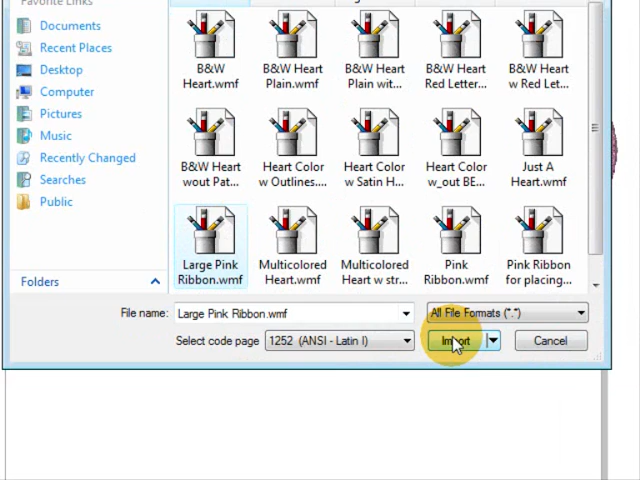 Favorite Links
Documents
Recent Places
Desktop
Computer
Pictures
Music
Recently Changed
Searches
Public
Folders
B&W Heart.wmf
B&W Heart Plain.wmf
B&W Heart Plain wit...
B&W Heart Red Letter...
B&W Heart w Red Let...
B&W Heart wout Pat...
Heart Color w Outlines....
Heart Color w Satin H...
Heart Color w_out BE...
Just A Heart.wmf
Large Pink Ribbon.wmf
Multicolored Heart.wmf
Multicolored Heart w str...
Pink Ribbon.wmf
Pink Ribbon for placing...
File name: Large Pink Ribbon.wmf
All File Formats (*.*)
Select code page 1252 (ANSI - Latin I)
Import
Cancel